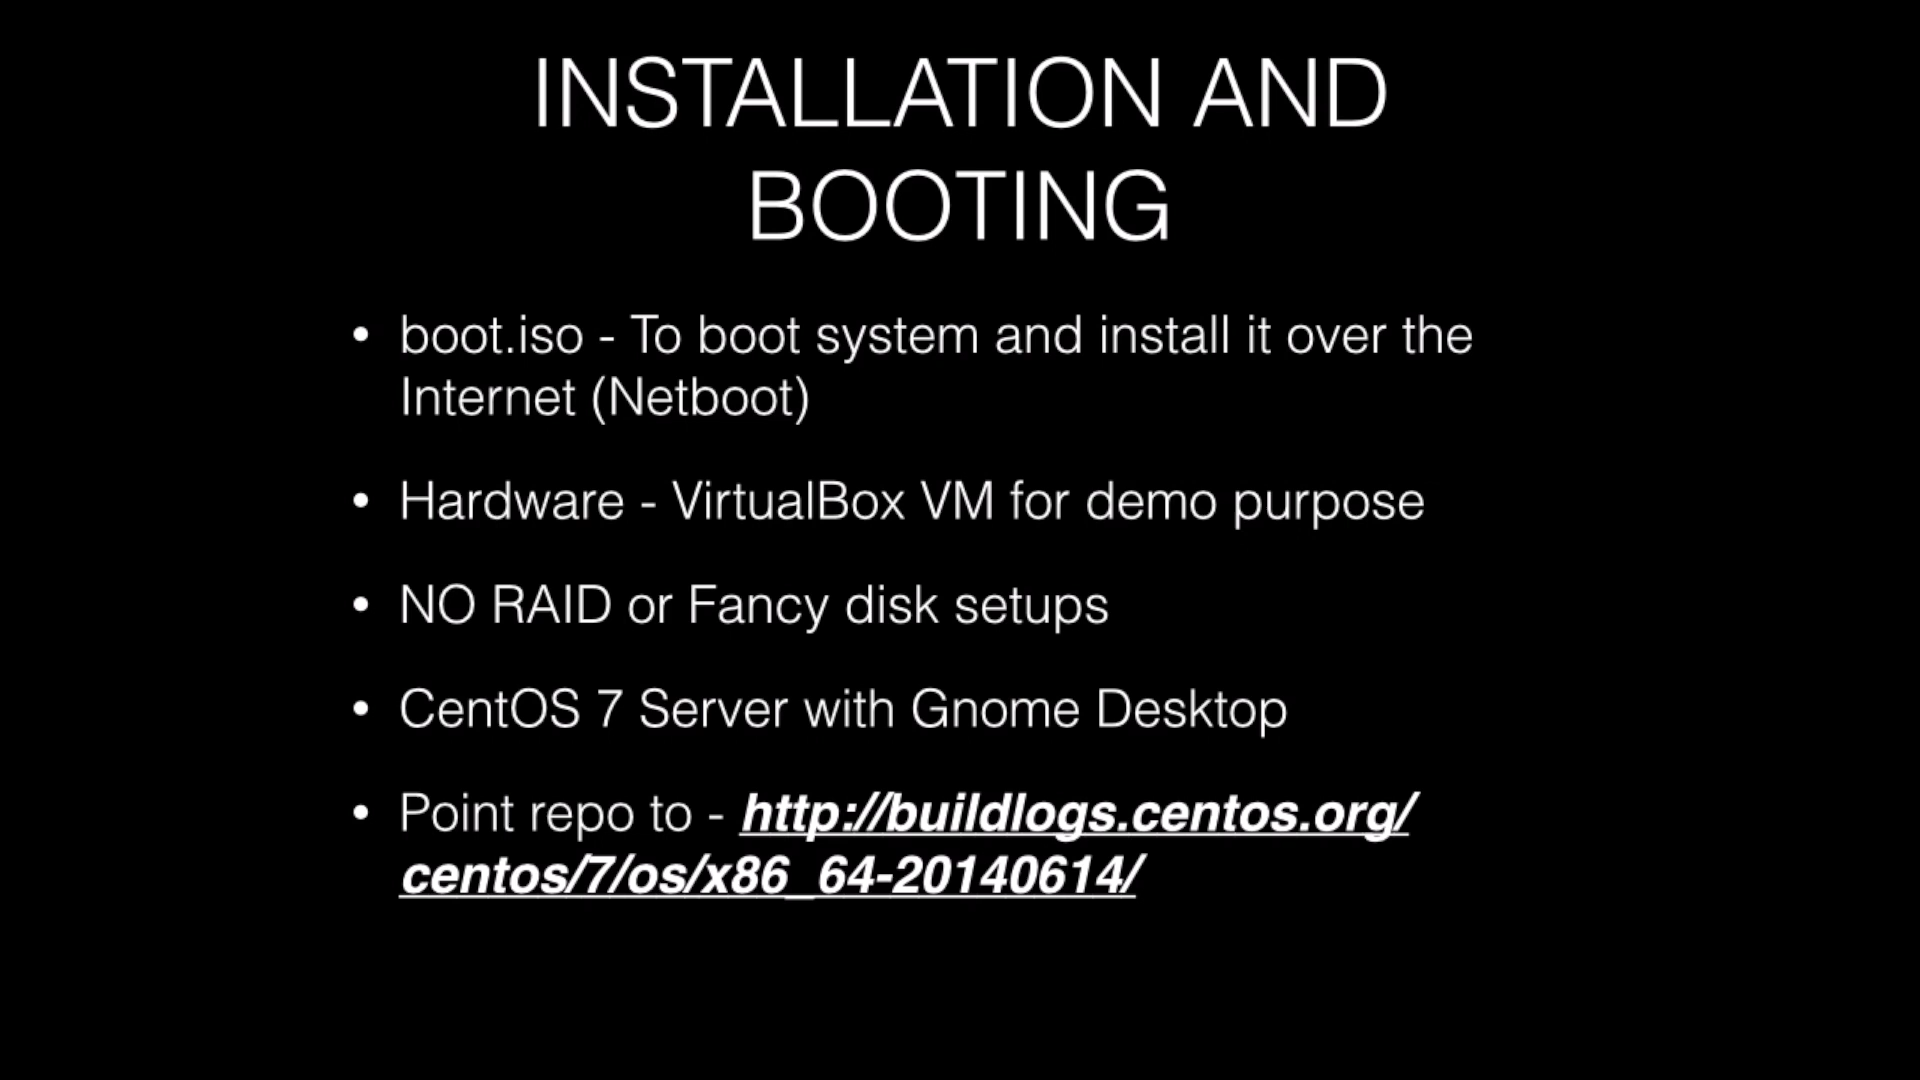 INSTALLATION AND
BOOTING
• boot.iso - To boot system and install it over the
Internet (Netboot)
• Hardware - VirtualBox VM for demo purpose
• NO RAID or Fancy disk setups
• CentOS 7 Server with Gnome Desktop
• Point repo to - http://buildlogs.centos.org/
centos/7/os/x86_64-20140614/